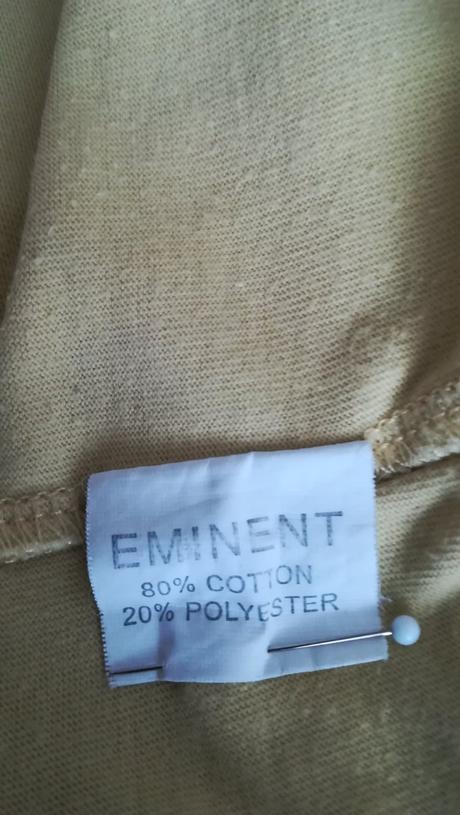 EMINENT
80% COTTON
20% POLYESTER